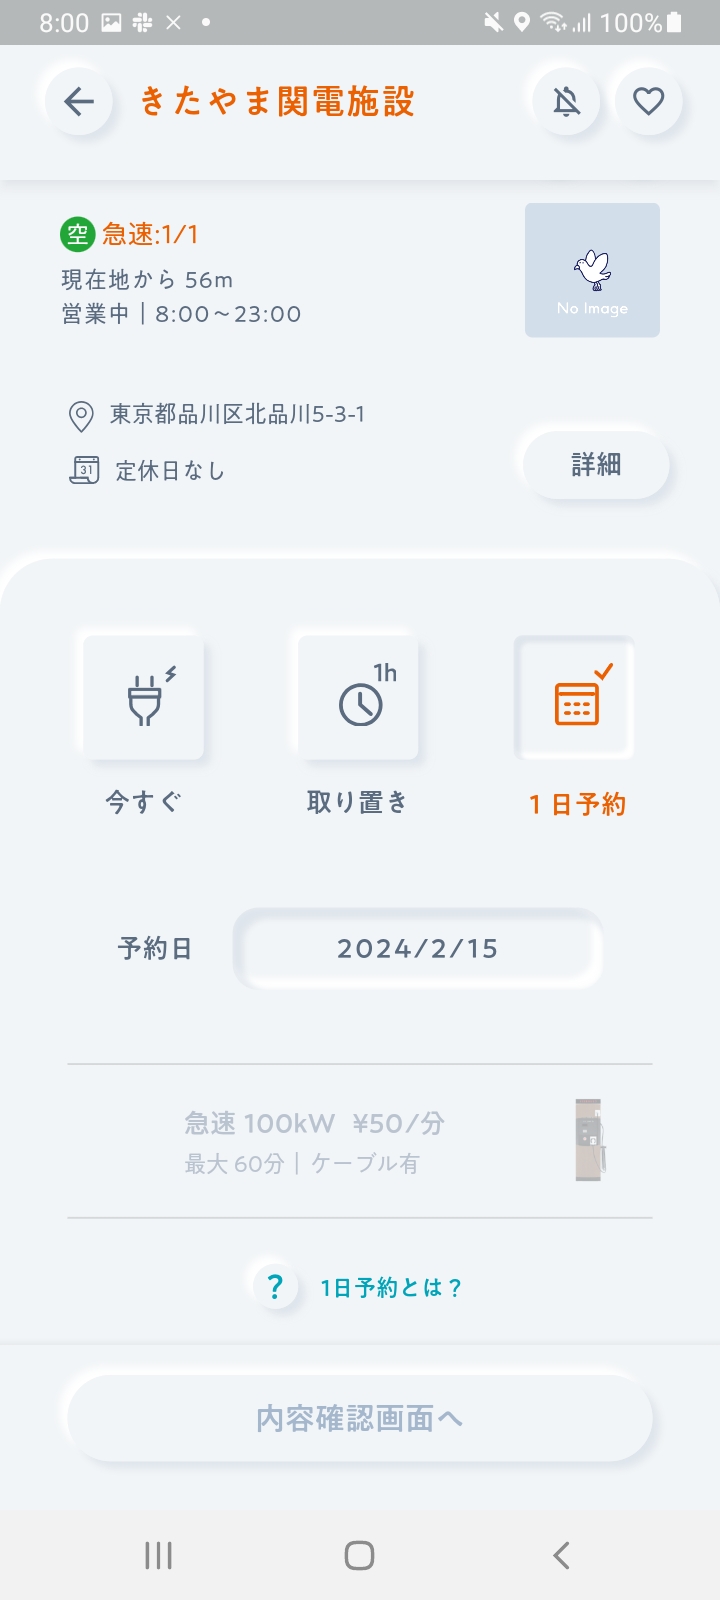 8:00
100%
きたやま関電施設
空 急速:1/1
現在地から 56m
営業中｜8:00〜23:00
No Image
東京都品川区北品川5-3-1
31
定休日なし
詳細
1h
今すぐ
取り置き
1 日予約
予約日
2024/2/15
急速 100kW ¥50/分
最大 60分｜ケーブル有
? 1日予約とは？
内容確認画面へ